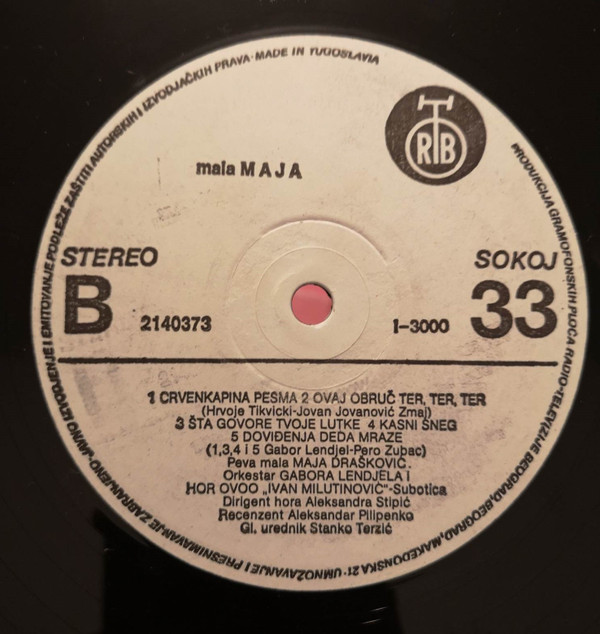 PRODUKCIJA GRAMOFONSKIH PLOČA RADIO-TELEVIZIJE BEOGRAD, BEOGRAD, MAKEDONSKA 21 · UMNOŽAVANJE I PRESNIMAVANJE ZABRANJENO · JAVNO IZVODJENJE I EMITOVANJE PODLEŽE ZAŠTITI AUTORSKIH I IZVODJAČKIH PRAVA · MADE IN YUGOSLAVIA
RTB
mala MAJA
STEREO
SOKOJ
B
2140373
1-3000
33
1 CRVENKAPINA PESMA 2 OVAJ OBRUČ TER, TER, TER
(Hrvoje Tikvicki-Jovan Jovanović Zmaj)
3 ŠTA GOVORE TVOJE LUTKE 4 KASNI SNEG
5 DOVIĐENJA DEDA MRAZE
(1,3,4 i 5 Gabor Lendjel-Pero Zubac)
Peva mala MAJA DRAŠKOVIĆ.
Orkestar GABORA LENDJELA I
HOR OVOO „IVAN MILUTINOVIĆ"-Subotica
Dirigent hora Aleksandra Stipić
Recenzent Aleksandar Pilipenko
Gl. urednik Stanko Terzić